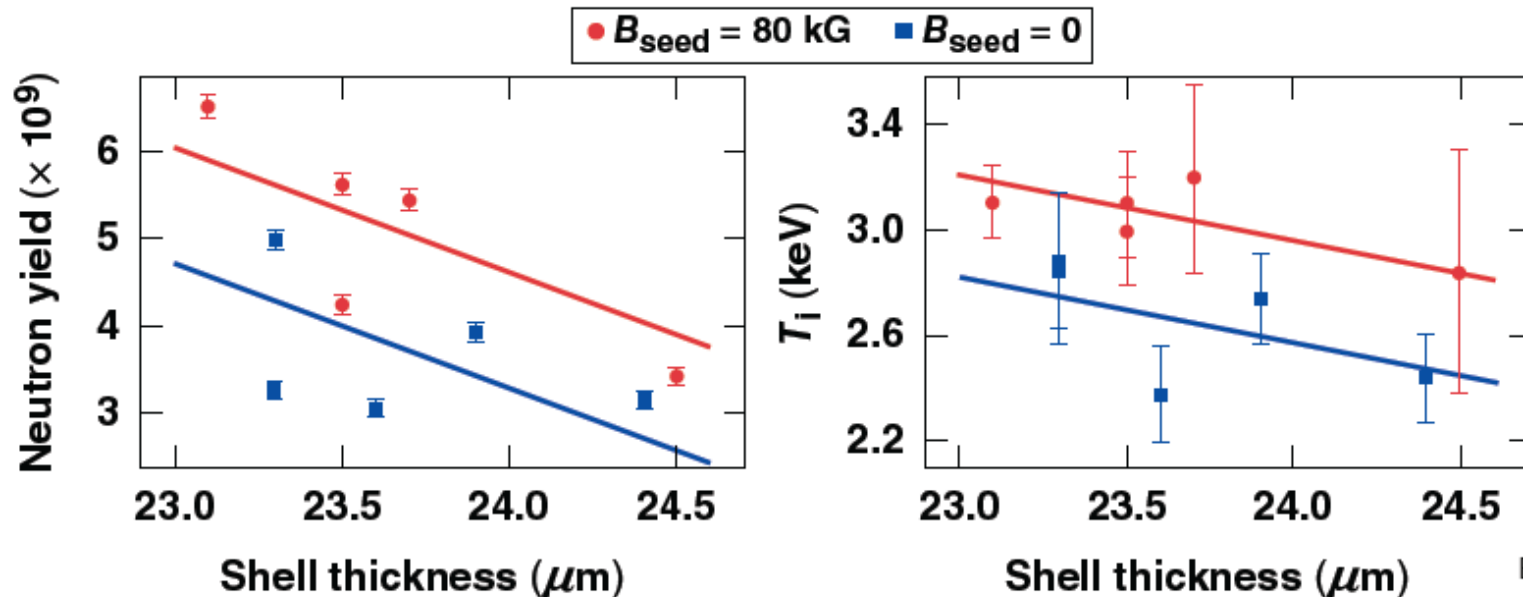 B_seed = 80 kG B_seed = 0
Neutron yield (× 10⁹)
6
5
4
3
23.0 23.5 24.0 24.5
Shell thickness (μm)
T_i (keV)
3.4
3.0
2.6
2.2
23.0 23.5 24.0 24.5
Shell thickness (μm)